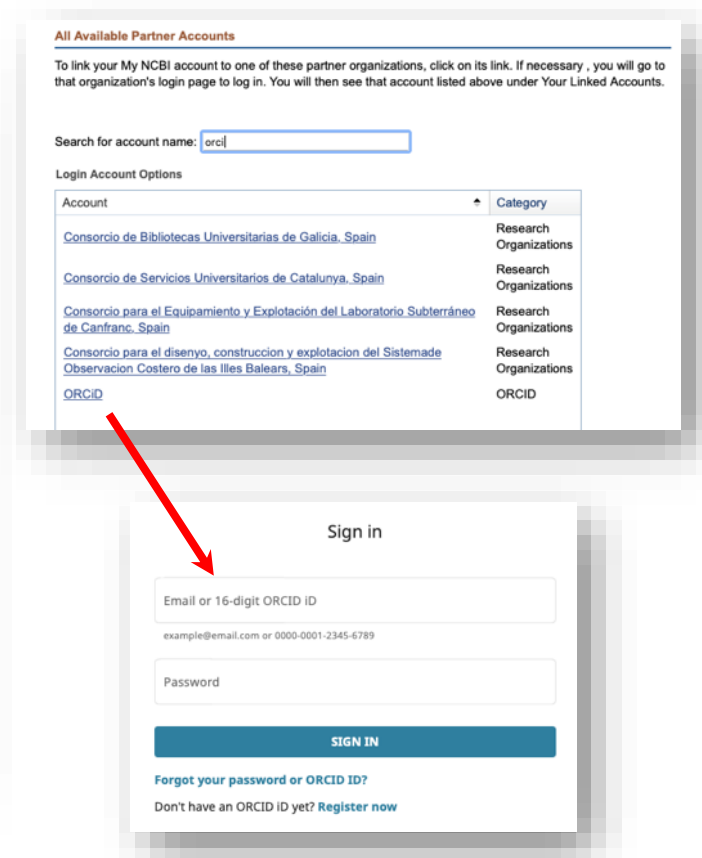 All Available Partner Accounts
To link your My NCBI account to one of these partner organizations, click on its link. If necessary , you will go to
that organization's login page to log in. You will then see that account listed above under Your Linked Accounts.
Search for account name: orci
Login Account Options
Account Category
Consorcio de Bibliotecas Universitarias de Galicia, Spain Research
Organizations
Consorcio de Servicios Universitarios de Catalunya, Spain Research
Organizations
Consorcio para el Equipamiento y Explotación del Laboratorio Subterráneo Research
de Canfranc, Spain Organizations
Consorcio para el disenyo, construccion y explotacion del Sistemade Research
Observacion Costero de las Illes Balears, Spain Organizations
ORCiD ORCID
Sign in
Email or 16-digit ORCID iD
example@email.com or 0000-0001-2345-6789
Password
SIGN IN
Forgot your password or ORCID ID?
Don't have an ORCID iD yet? Register now